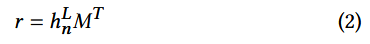 r = h_n^L M^T (2)